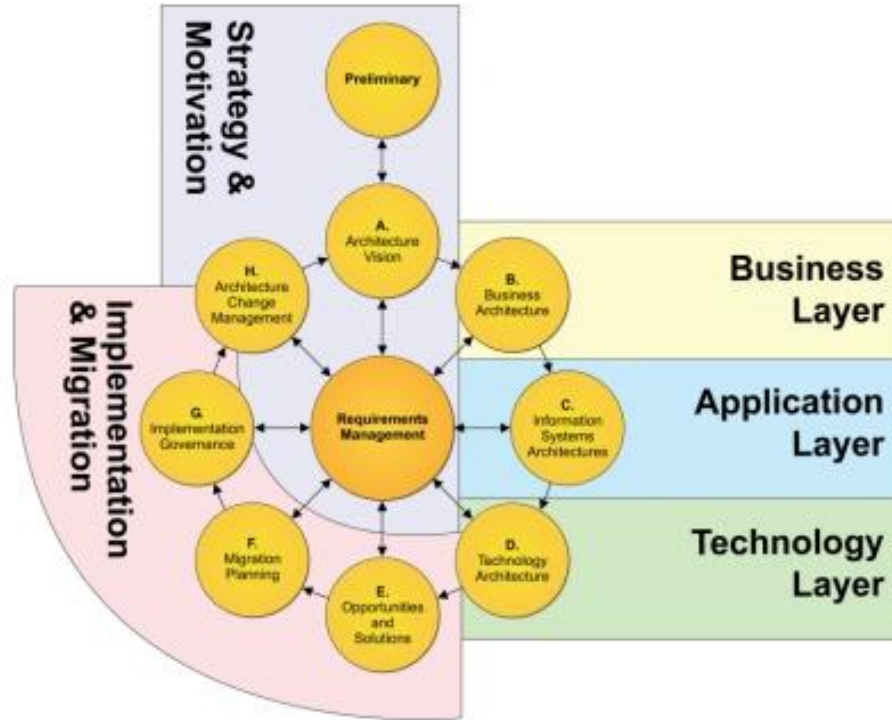 Strategy &
Motivation
Preliminary
A.
Architecture
Vision
H.
Architecture
Change
Management
B.
Business
Architecture
Business
Layer
Implementation
& Migration
G.
Implementation
Governance
Requirements
Management
C.
Information
Systems
Architectures
Application
Layer
F.
Migration
Planning
D.
Technology
Architecture
Technology
Layer
E.
Opportunities
and
Solutions